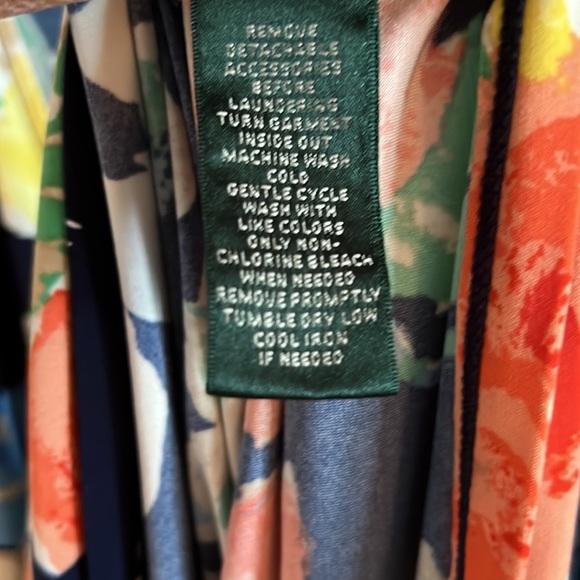 REMOVE
DETACHABLE
ACCESSORIES
BEFORE
LAUNDERING
TURN GARMENT
INSIDE OUT
MACHINE WASH
COLD
GENTLE CYCLE
WASH WITH
LIKE COLORS
ONLY NON-
CHLORINE BLEACH
WHEN NEEDED
REMOVE PROMPTLY
TUMBLE DRY LOW
COOL IRON
IF NEEDED